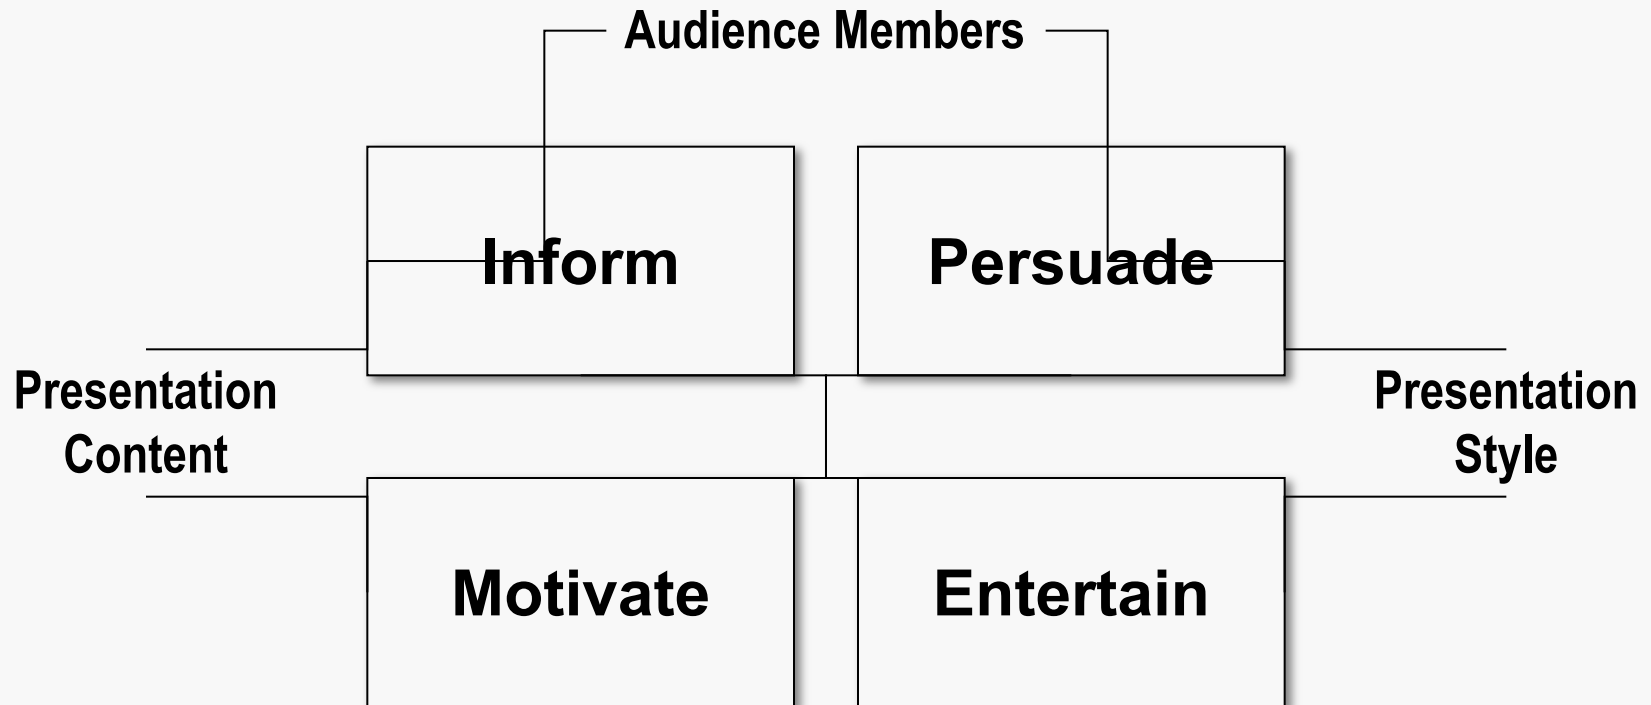 Audience Members
Inform
Persuade
Presentation
Content
Presentation
Style
Motivate
Entertain